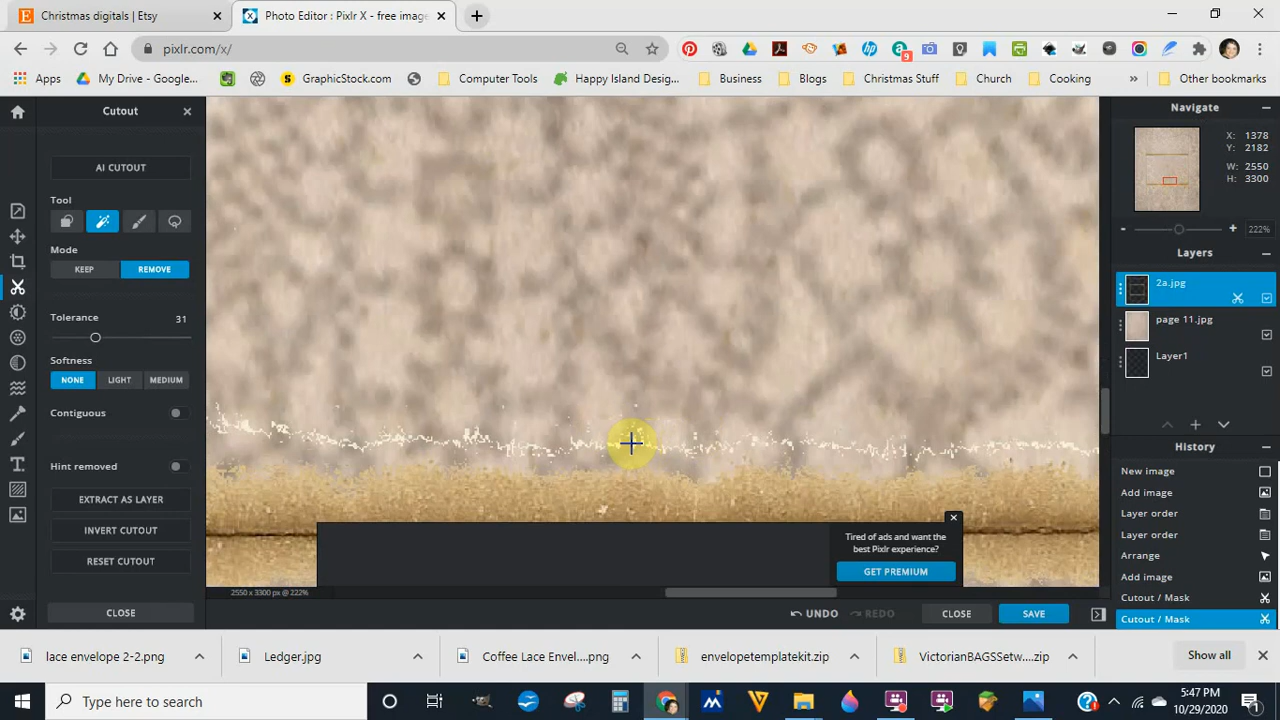 Christmas digitals | Etsy
Photo Editor : Pixlr X - free image
pixlr.com/x/
9
Apps
My Drive - Google...
GraphicStock.com
Computer Tools
Happy Island Desig...
Business
Blogs
Christmas Stuff
Church
Cooking
»
Other bookmarks
Cutout
AI CUTOUT
Tool
Mode
KEEP
REMOVE
Tolerance
31
Softness
NONE
LIGHT
MEDIUM
Contiguous
Hint removed
EXTRACT AS LAYER
INVERT CUTOUT
RESET CUTOUT
CLOSE
Tired of ads and want the
best Pixlr experience?
GET PREMIUM
2550 x 3300 px @ 222%
UNDO
REDO
CLOSE
SAVE
Navigate
X: 1378
Y: 2182
W: 2550
H: 3300
222%
Layers
2a.jpg
page 11.jpg
Layer1
History
New image
Add image
Layer order
Layer order
Arrange
Add image
Cutout / Mask
Cutout / Mask
lace envelope 2-2.png
Ledger.jpg
Coffee Lace Envel....png
envelopetemplatekit.zip
VictorianBAGSSetw....zip
Show all
Type here to search
5:47 PM
10/29/2020
1